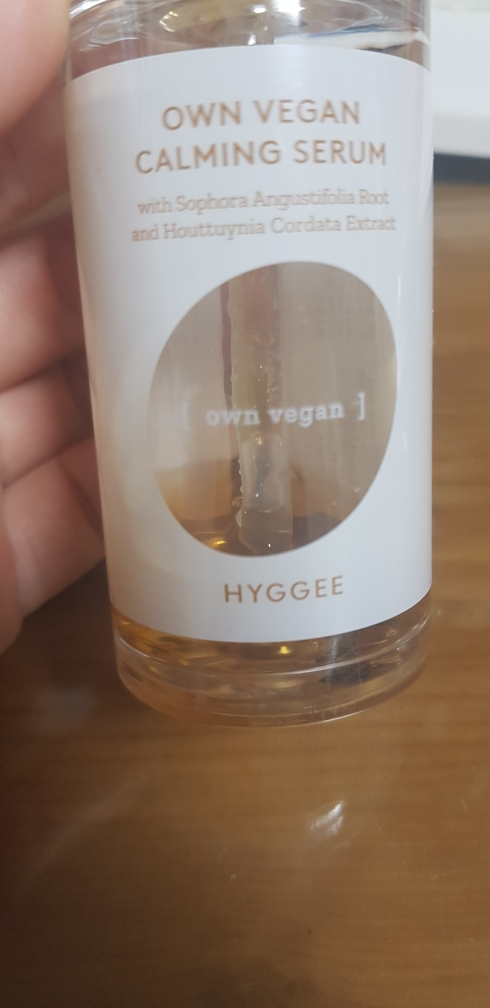 OWN VEGAN
CALMING SERUM
with Sophora Angustifolia Root
and Houttuynia Cordata Extract
[ own vegan ]
HYGGEE